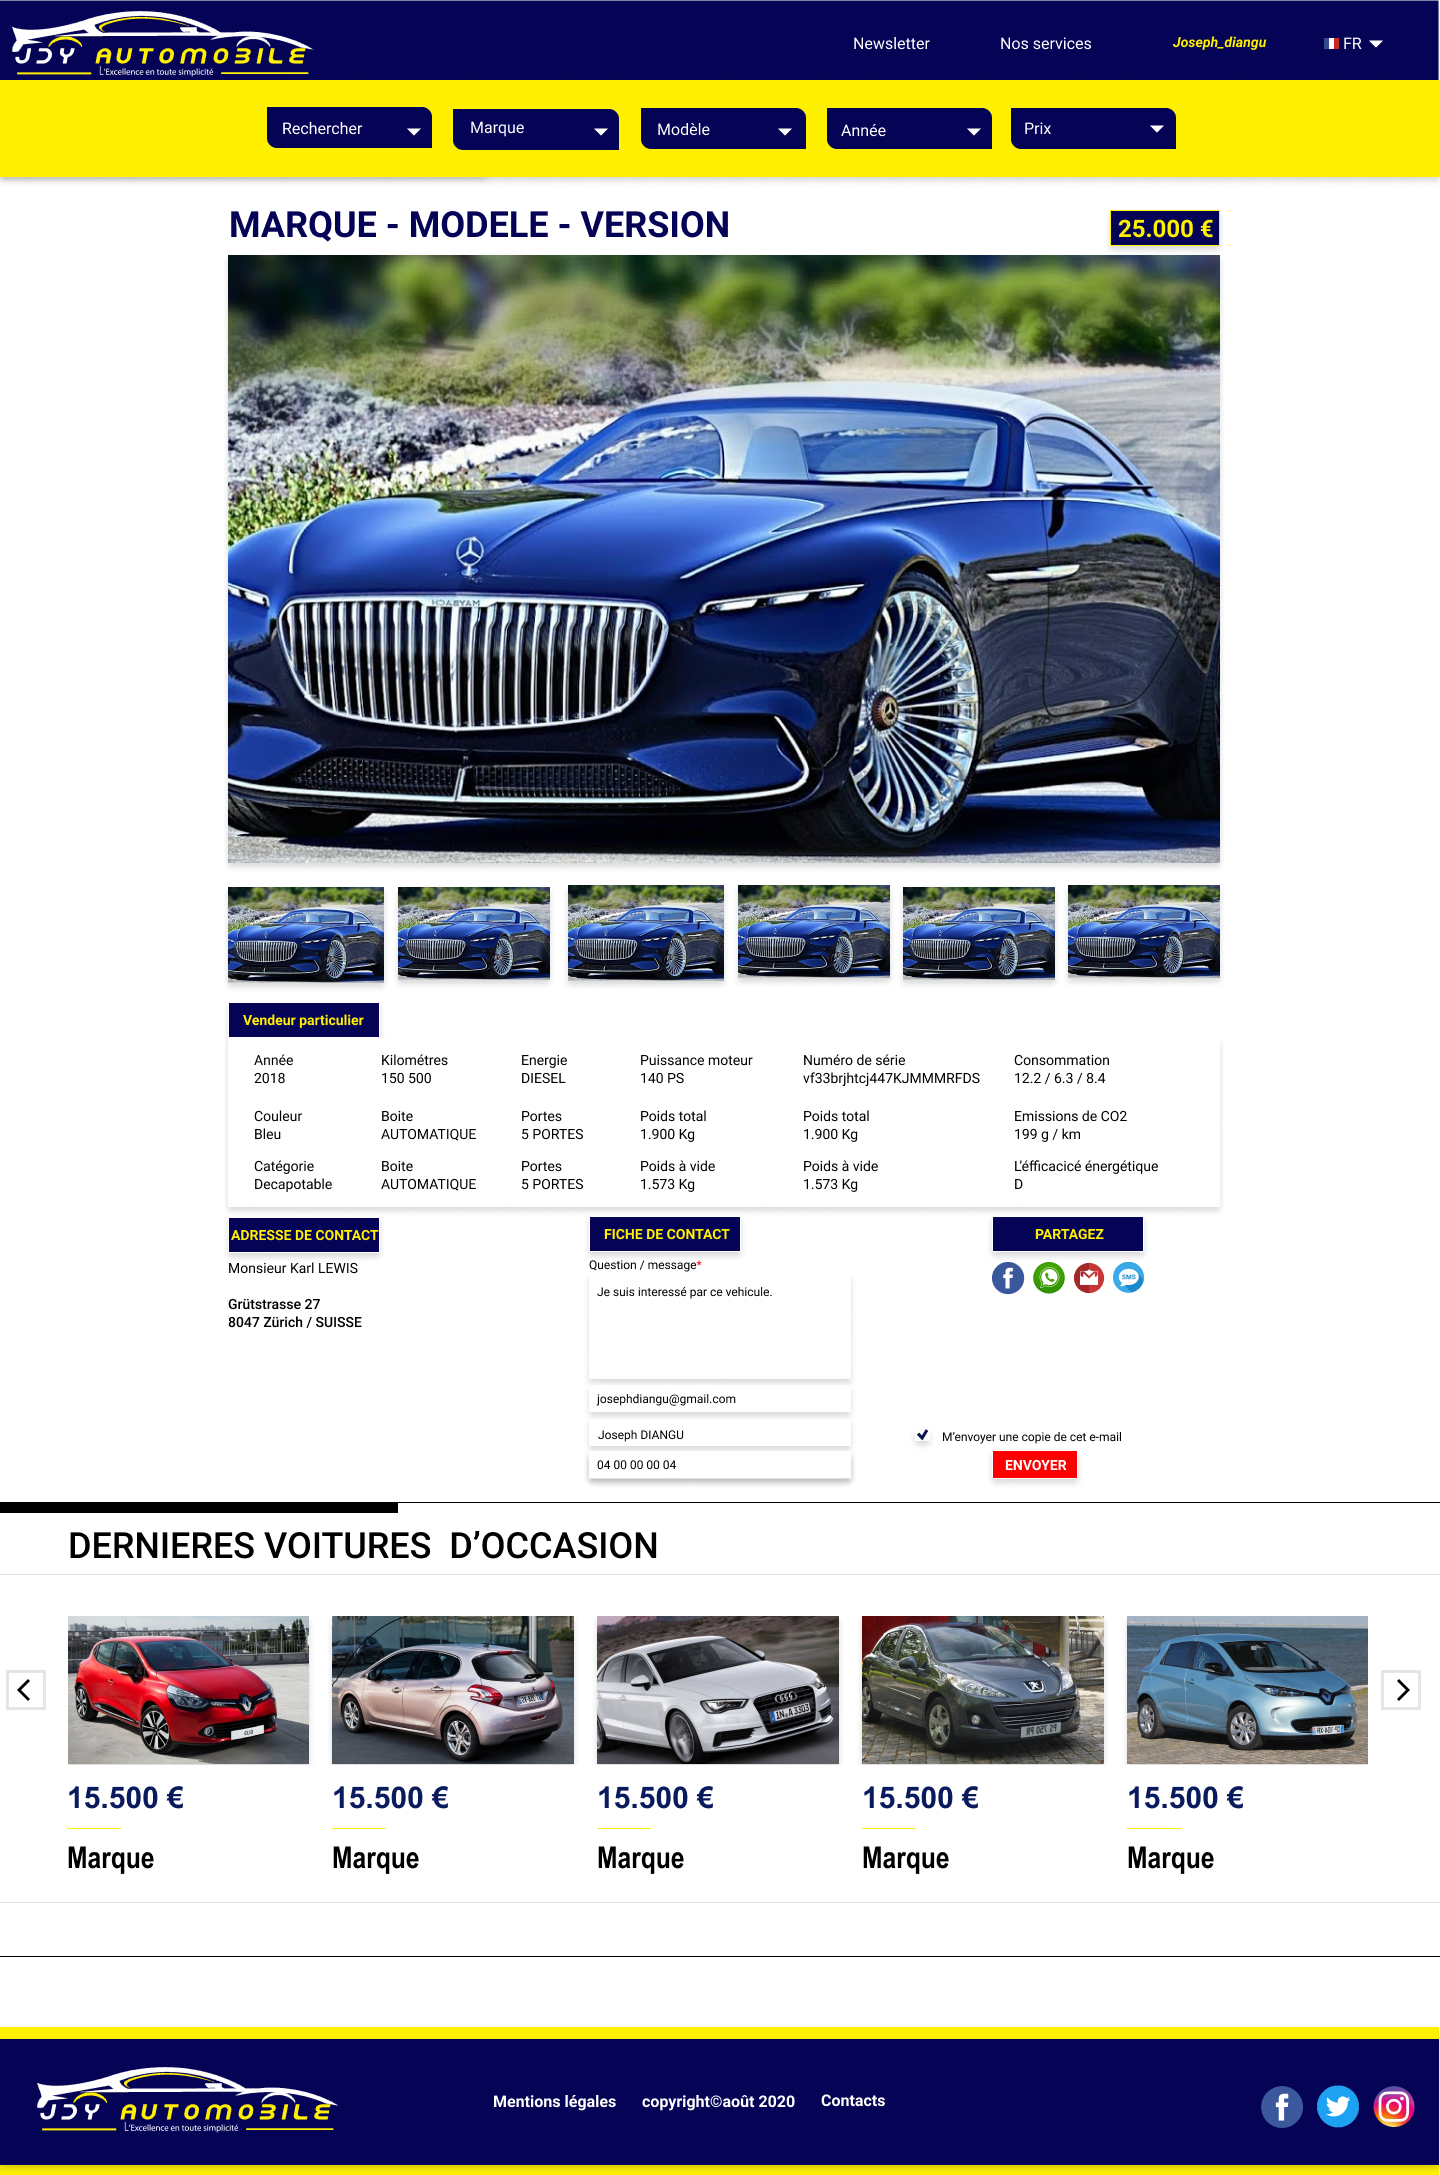 JDY AUTOMOBILE
L'Excellence en toute simplicité
Newsletter
Nos services
Joseph_diangu
FR
Rechercher
Marque
Modèle
Année
Prix
MARQUE - MODELE - VERSION
25.000 €
Vendeur particulier
Année
2018
Kilométres
150 500
Energie
DIESEL
Puissance moteur
140 PS
Numéro de série
vf33brjhtcj447KJMMMRFDS
Consommation
12.2 / 6.3 / 8.4
Couleur
Bleu
Boite
AUTOMATIQUE
Portes
5 PORTES
Poids total
1.900 Kg
Poids total
1.900 Kg
Emissions de CO2
199 g / km
Catégorie
Decapotable
Boite
AUTOMATIQUE
Portes
5 PORTES
Poids à vide
1.573 Kg
Poids à vide
1.573 Kg
L'éfficacicé énergétique
D
ADRESSE DE CONTACT
Monsieur Karl LEWIS
Grütstrasse 27
8047 Zürich / SUISSE
FICHE DE CONTACT
Question / message*
Je suis interessé par ce vehicule.
josephdiangu@gmail.com
Joseph DIANGU
04 00 00 00 04
PARTAGEZ
SMS
M'envoyer une copie de cet e-mail
ENVOYER
DERNIERES VOITURES D'OCCASION
CLIO
IN A 3303
15.500 €
Marque
15.500 €
Marque
15.500 €
Marque
15.500 €
Marque
15.500 €
Marque
JDY AUTOMOBILE
L'Excellence en toute simplicité
Mentions légales
copyright©août 2020
Contacts